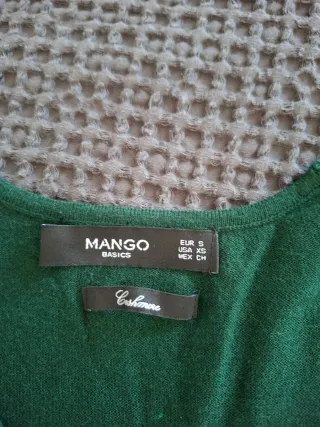 MANGO
BASICS
EUR S
USA XS
MEX CH
Cashmere